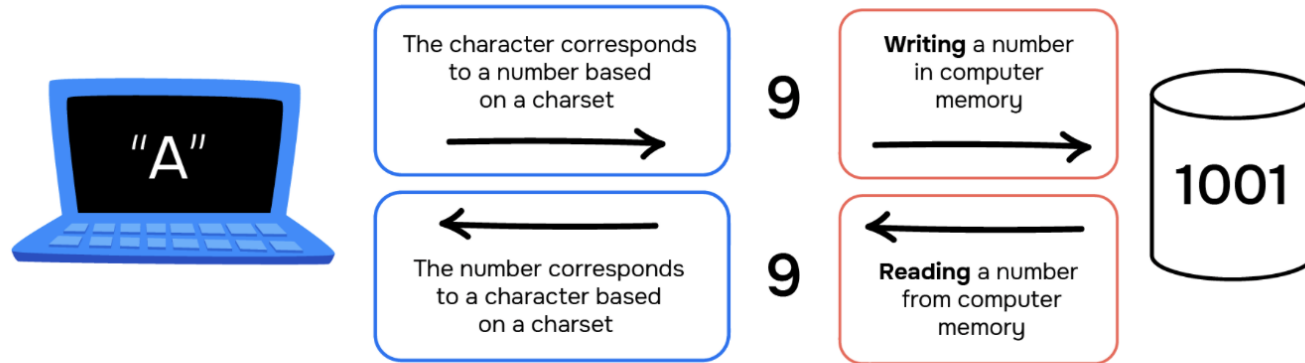 "A"
The character corresponds
to a number based
on a charset
9
Writing a number
in computer
memory
1001
The number corresponds
to a character based
on a charset
9
Reading a number
from computer
memory